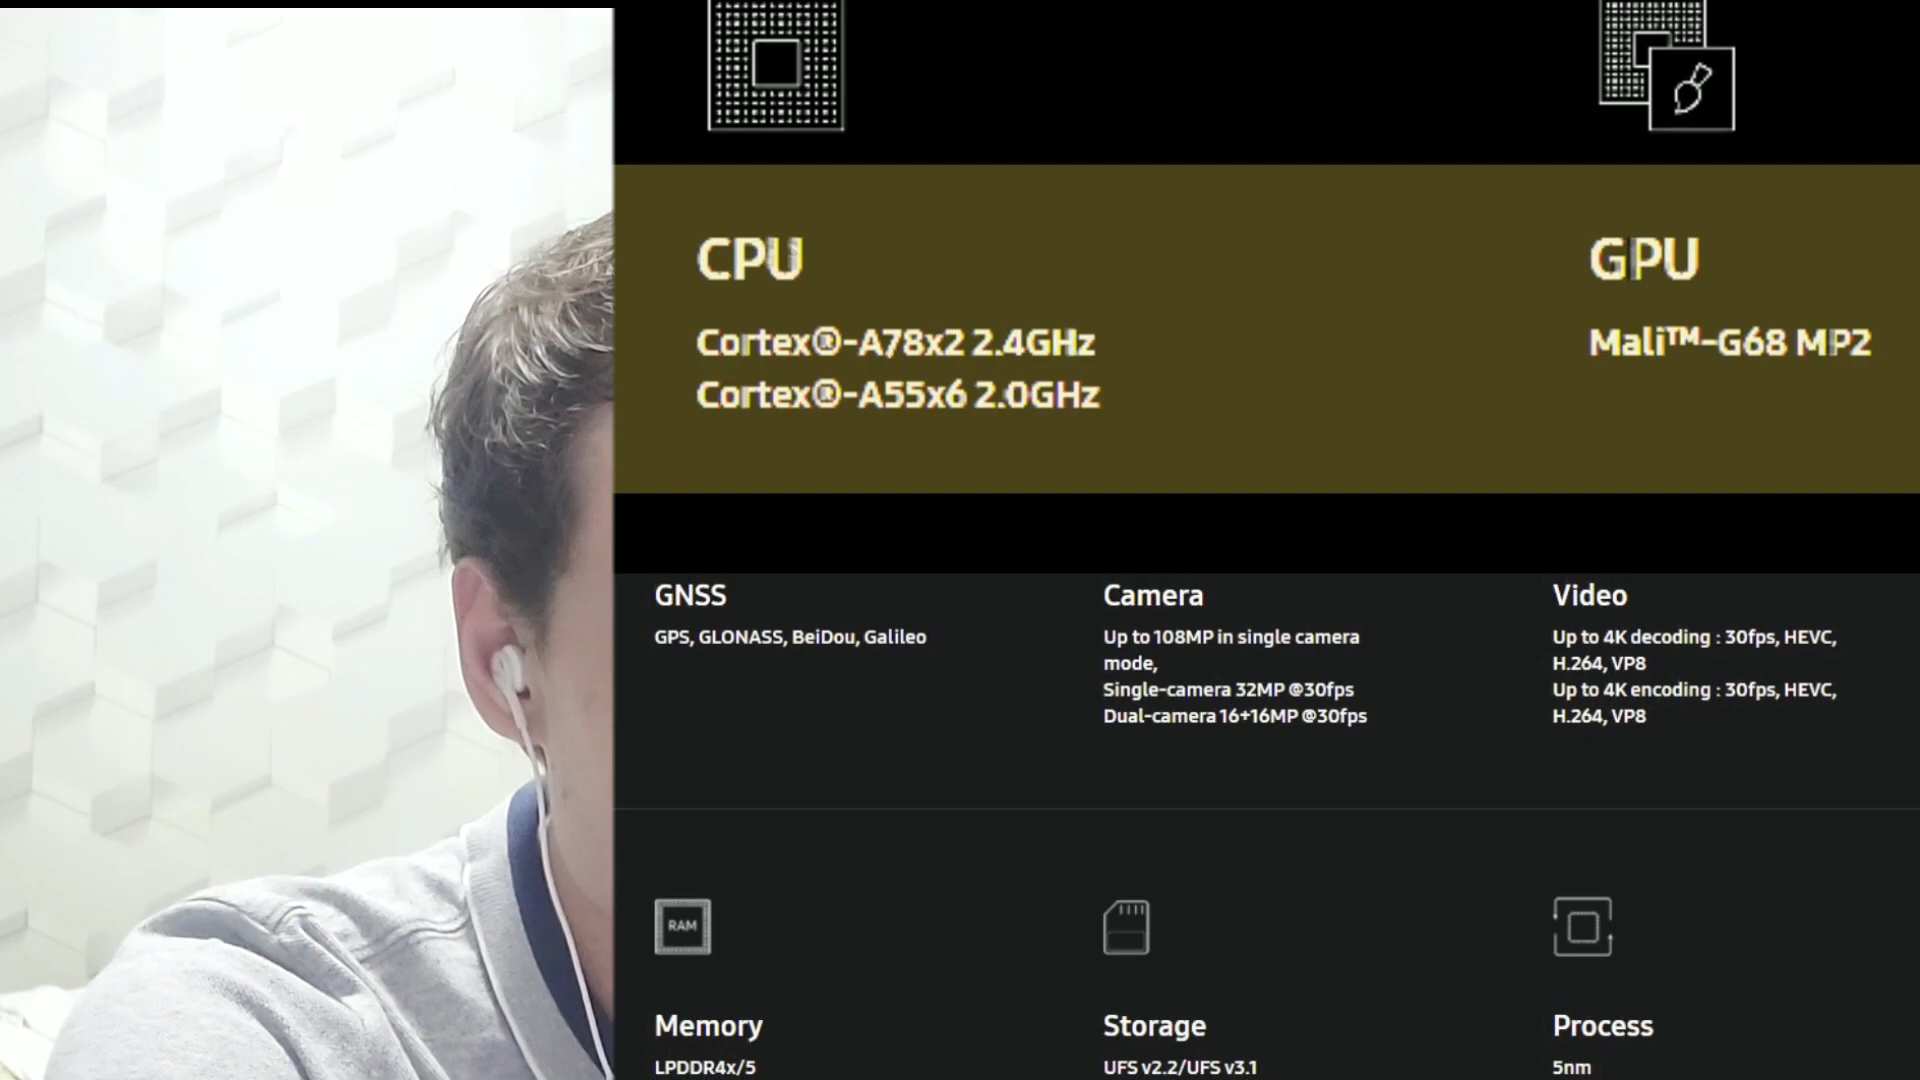 CPU
Cortex®-A78x2 2.4GHz
Cortex®-A55x6 2.0GHz
GPU
Mali™-G68 MP2
GNSS
GPS, GLONASS, BeiDou, Galileo
Camera
Up to 108MP in single camera
mode,
Single-camera 32MP @30fps
Dual-camera 16+16MP @30fps
Video
Up to 4K decoding : 30fps, HEVC,
H.264, VP8
Up to 4K encoding : 30fps, HEVC,
H.264, VP8
RAM
Memory
LPDDR4x/5
Storage
UFS v2.2/UFS v3.1
Process
5nm